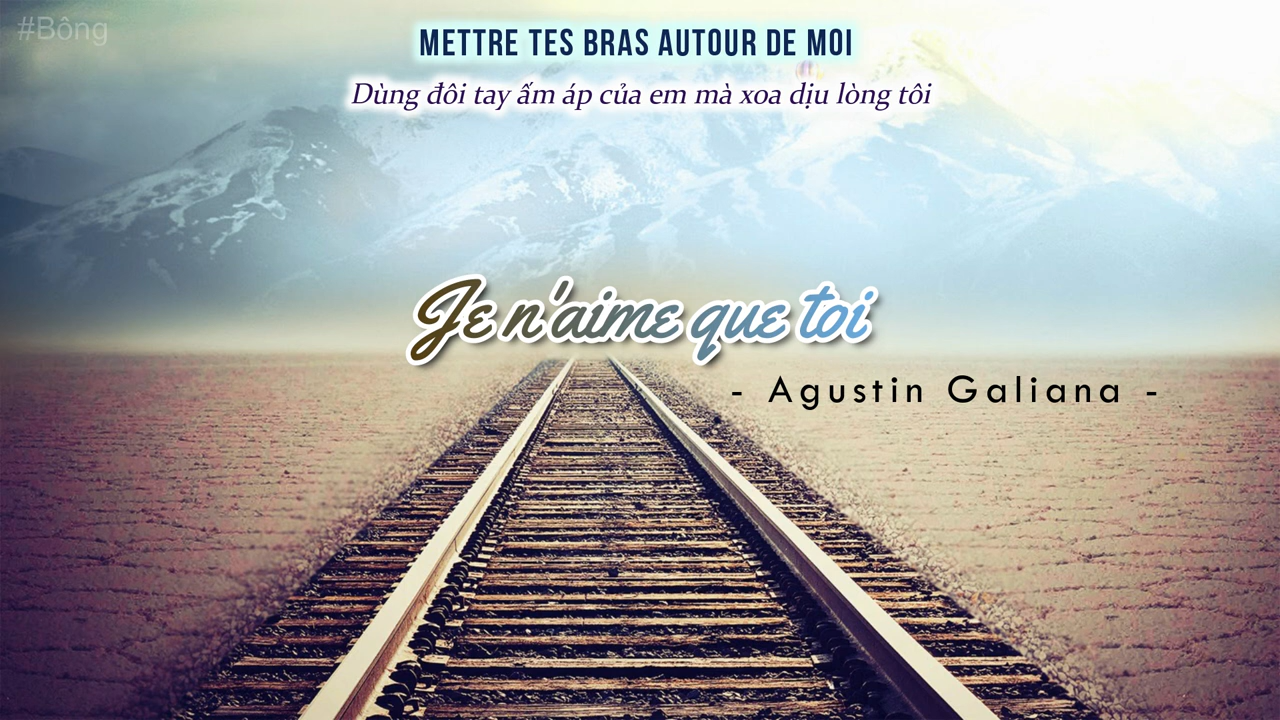 #Bông
METTRE TES BRAS AUTOUR DE MOI
Dùng đôi tay ấm áp của em mà xoa dịu lòng tôi
Je n'aime que toi
- Agustin Galiana -